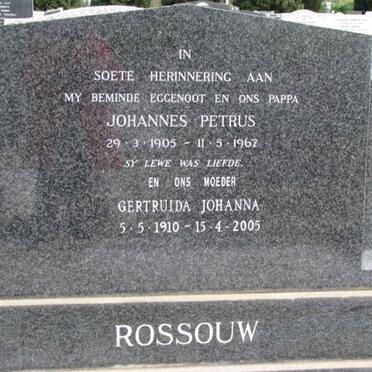 IN
SOETE HERINNERING AAN
MY BEMINDE EGGENOOT EN ONS PAPPA
JOHANNES PETRUS
29·3·1905 - 11·5·1967
SY LEWE WAS LIEFDE.
EN ONS MOEDER
GERTRUIDA JOHANNA
5·5·1910 - 15·4·2005
ROSSOUW